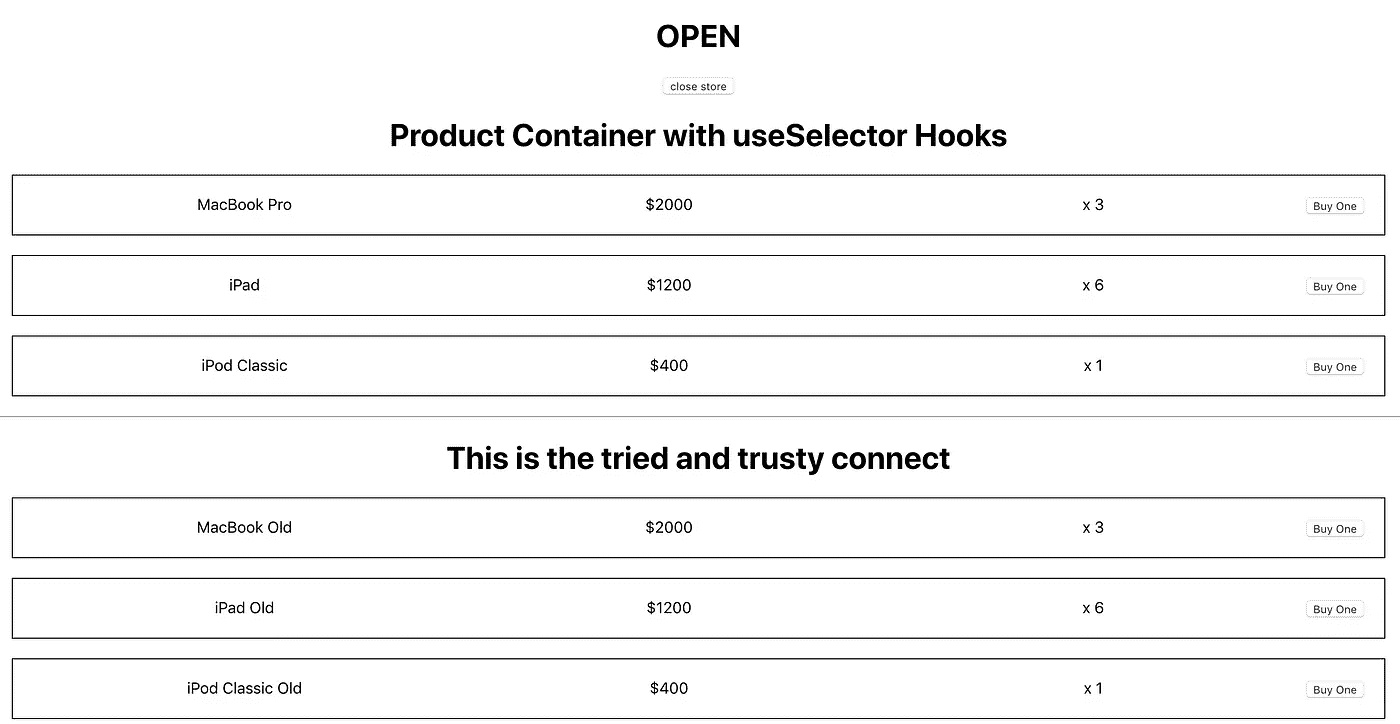 OPEN
close store
Product Container with useSelector Hooks
MacBook Pro $2000 x 3 Buy One
iPad $1200 x 6 Buy One
iPod Classic $400 x 1 Buy One
This is the tried and trusty connect
MacBook Old $2000 x 3 Buy One
iPad Old $1200 x 6 Buy One
iPod Classic Old $400 x 1 Buy One